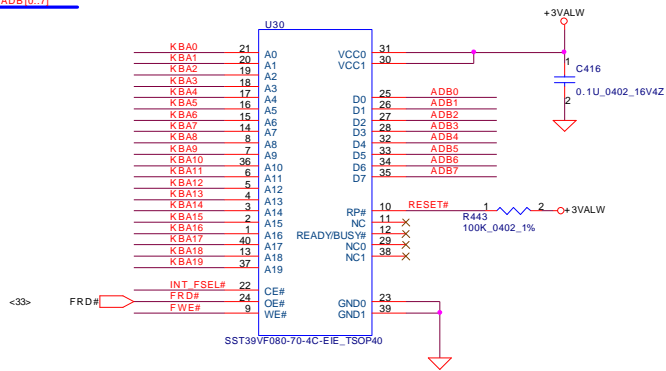 ADB[0..7]
+3VALW
U30
KBA0 21 A0
KBA1 20 A1
KBA2 19 A2
KBA3 18 A3
KBA4 17 A4
KBA5 16 A5
KBA6 15 A6
KBA7 14 A7
KBA8 8 A8
KBA9 7 A9
KBA10 36 A10
KBA11 6 A11
KBA12 5 A12
KBA13 4 A13
KBA14 3 A14
KBA15 2 A15
KBA16 1 A16
KBA17 40 A17
KBA18 13 A18
KBA19 37 A19
INT_FSEL# 22 CE#
<33> FRD# FRD# 24 OE#
FWE# 9 WE#
VCC0 31
VCC1 30
1
C416
0.1U_0402_16V4Z
2
D0 25 ADB0
D1 26 ADB1
D2 27 ADB2
D3 28 ADB3
D4 32 ADB4
D5 33 ADB5
D6 34 ADB6
D7 35 ADB7
RP# 10 RESET# 1 2 +3VALW
R443
100K_0402_1%
NC 11
READY/BUSY# 12
NC0 29
NC1 38
GND0 23
GND1 39
SST39VF080-70-4C-EIE_TSOP40